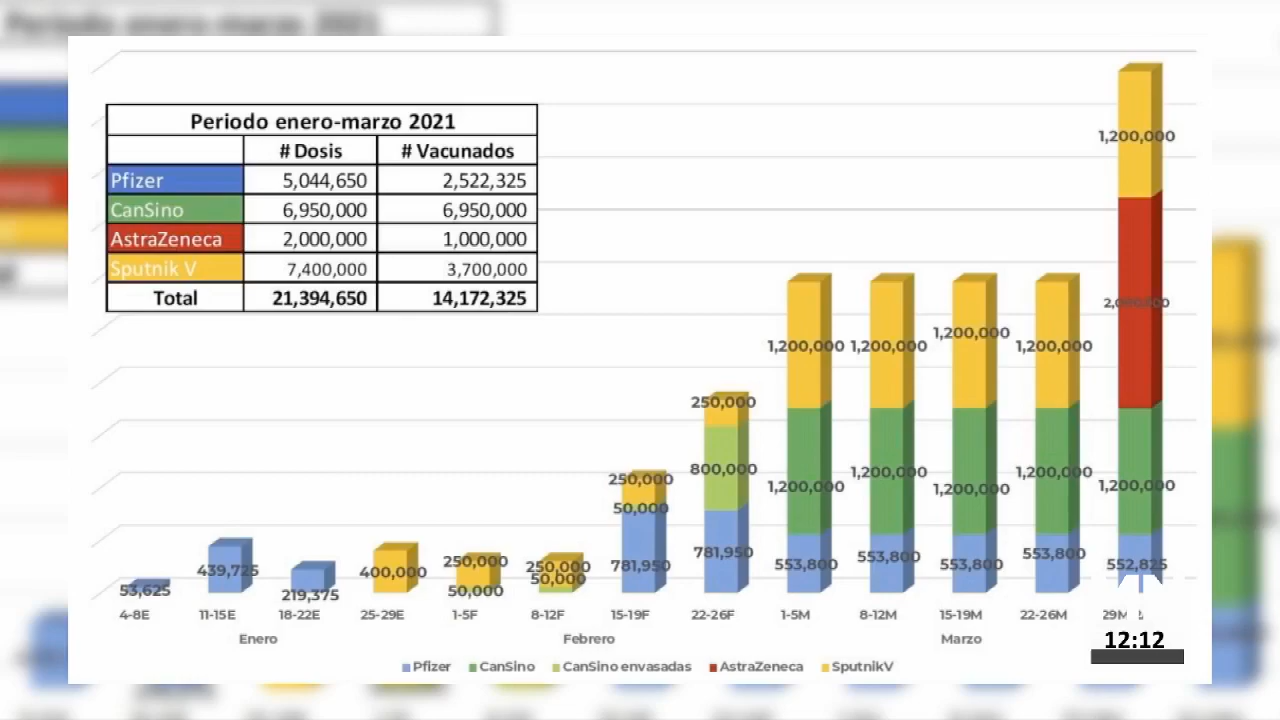 Periodo enero-marzo 2021
# Dosis # Vacunados
Pfizer 5,044,650 2,522,325
CanSino 6,950,000 6,950,000
AstraZeneca 2,000,000 1,000,000
Sputnik V 7,400,000 3,700,000
Total 21,394,650 14,172,325
1,200,000
2,000,000
1,200,000 1,200,000 1,200,000 1,200,000
250,000
800,000
1,200,000 1,200,000 1,200,000 1,200,000 1,200,000
250,000
50,000
781,950 781,950 553,800 553,800 553,800 553,800 552,825
53,625 439,725 219,375 400,000 250,000 250,000
50,000 50,000
4-8E 11-15E 18-22E 25-29E 1-5F 8-12F 15-19F 22-26F 1-5M 8-12M 15-19M 22-26M
Enero Febrero Marzo
12:12
Pfizer CanSino CanSino envasadas AstraZeneca SputnikV